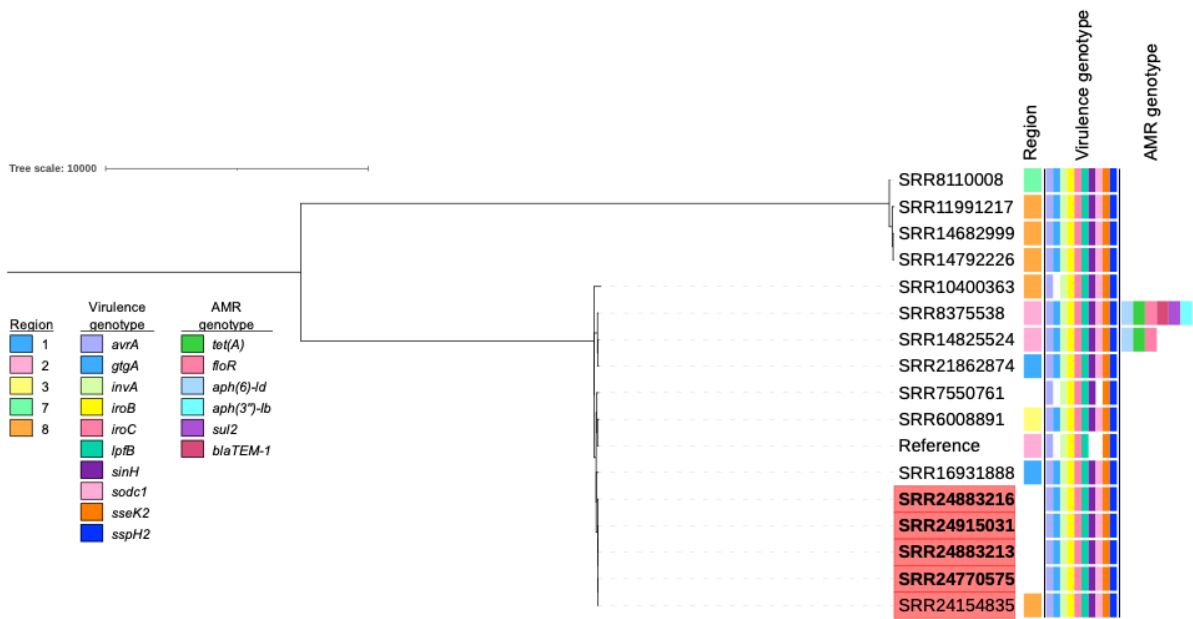 Region
Virulence genotype
AMR genotype
Tree scale: 10000
SRR8110008
SRR11991217
SRR14682999
SRR14792226
SRR10400363
SRR8375538
SRR14825524
SRR21862874
SRR7550761
SRR6008891
Reference
SRR16931888
SRR24883216
SRR24915031
SRR24883213
SRR24770575
SRR24154835
Region
1
2
3
7
8
Virulence
genotype
avrA
gtgA
invA
iroB
iroC
lpfB
sinH
sodc1
sseK2
sspH2
AMR
genotype
tet(A)
floR
aph(6)-Id
aph(3")-Ib
sul2
blaTEM-1